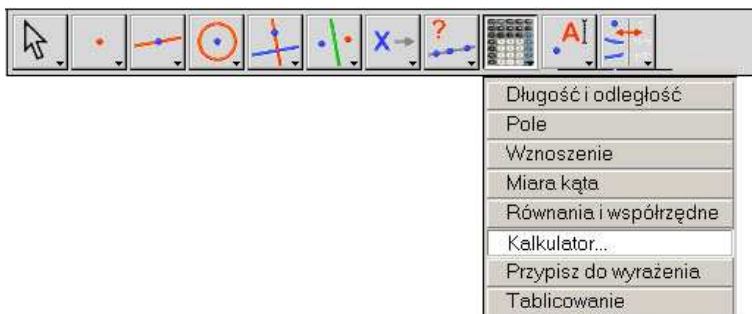 X
?
A
Długość i odległość
Pole
Wznoszenie
Miara kąta
Równania i współrzędne
Kalkulator...
Przypisz do wyrażenia
Tablicowanie